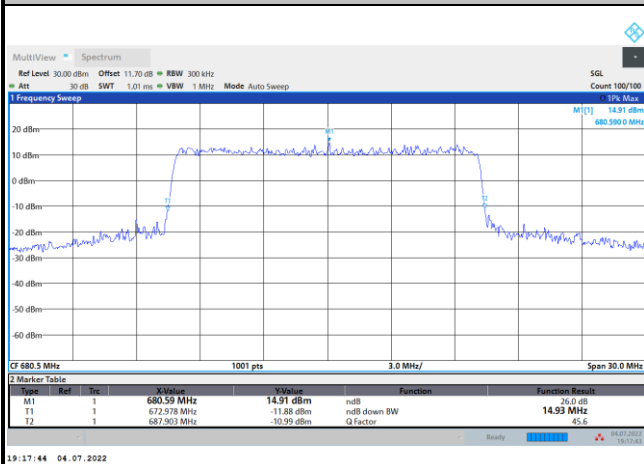 MultiView Spectrum
Ref Level 30.00 dBm Offset 11.70 dB RBW 300 kHz SGL
Att 30 dB SWT 1.01 ms VBW 1 MHz Mode Auto Sweep Count 100/100
1 Frequency Sweep 1Pk Max
M1[1] 14.91 dBm
680.590 0 MHz
20 dBm
M1
10 dBm
0 dBm
T1 T2
-10 dBm
-20 dBm
-30 dBm
-40 dBm
-50 dBm
-60 dBm
CF 680.5 MHz 1001 pts 3.0 MHz/ Span 30.0 MHz
2 Marker Table
Type Ref Trc X-Value Y-Value Function Function Result
M1 1 680.59 MHz 14.91 dBm ndB 26.0 dB
T1 1 672.978 MHz -11.88 dBm ndB down BW 14.93 MHz
T2 1 687.903 MHz -10.99 dBm Q Factor 45.6
Ready 04.07.2022
19:17:43
19:17:44 04.07.2022